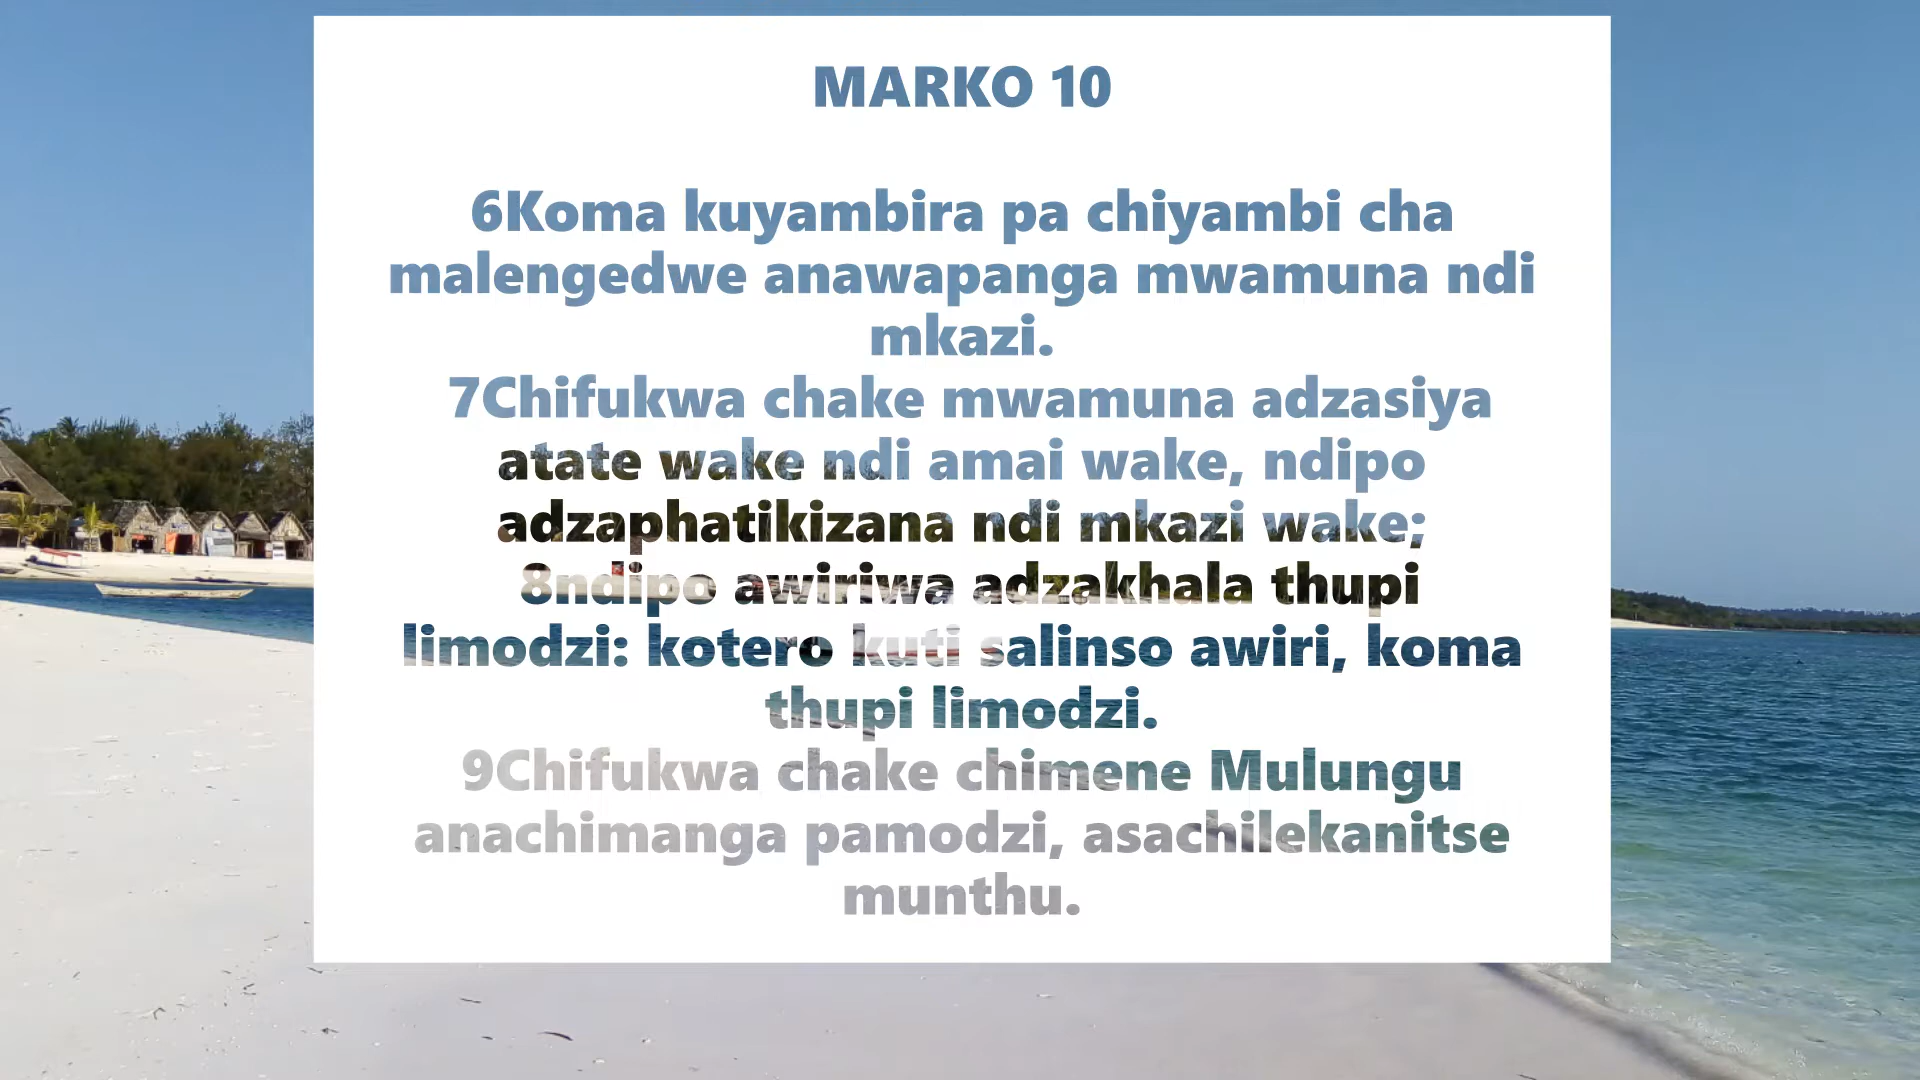 MARKO 10
6Koma kuyambira pa chiyambi cha
malengedwe anawapanga mwamuna ndi
mkazi.
7Chifukwa chake mwamuna adzasiya
atate wake ndi amai wake, ndipo
adzaphatikizana ndi mkazi wake;
8ndipo awiriwa adzakhala thupi
limodzi: kotero kuti salinso awiri, koma
thupi limodzi.
9Chifukwa chake chimene Mulungu
anachimanga pamodzi, asachilekanitse
munthu.